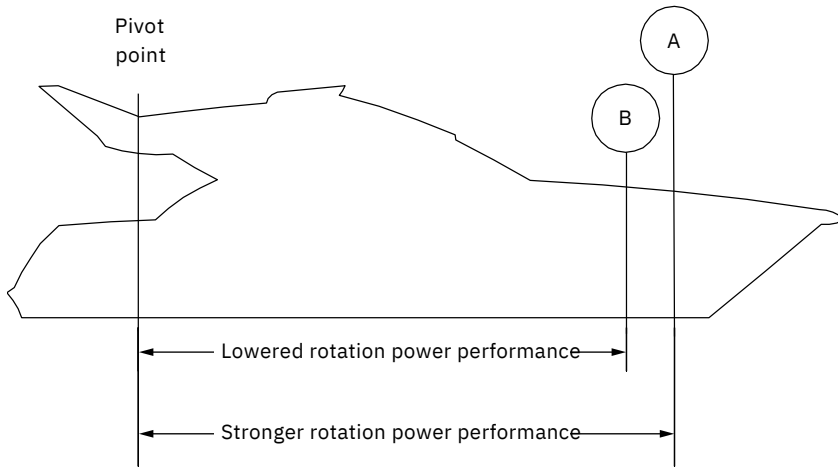 Pivot
point
A
B
Lowered rotation power performance
Stronger rotation power performance